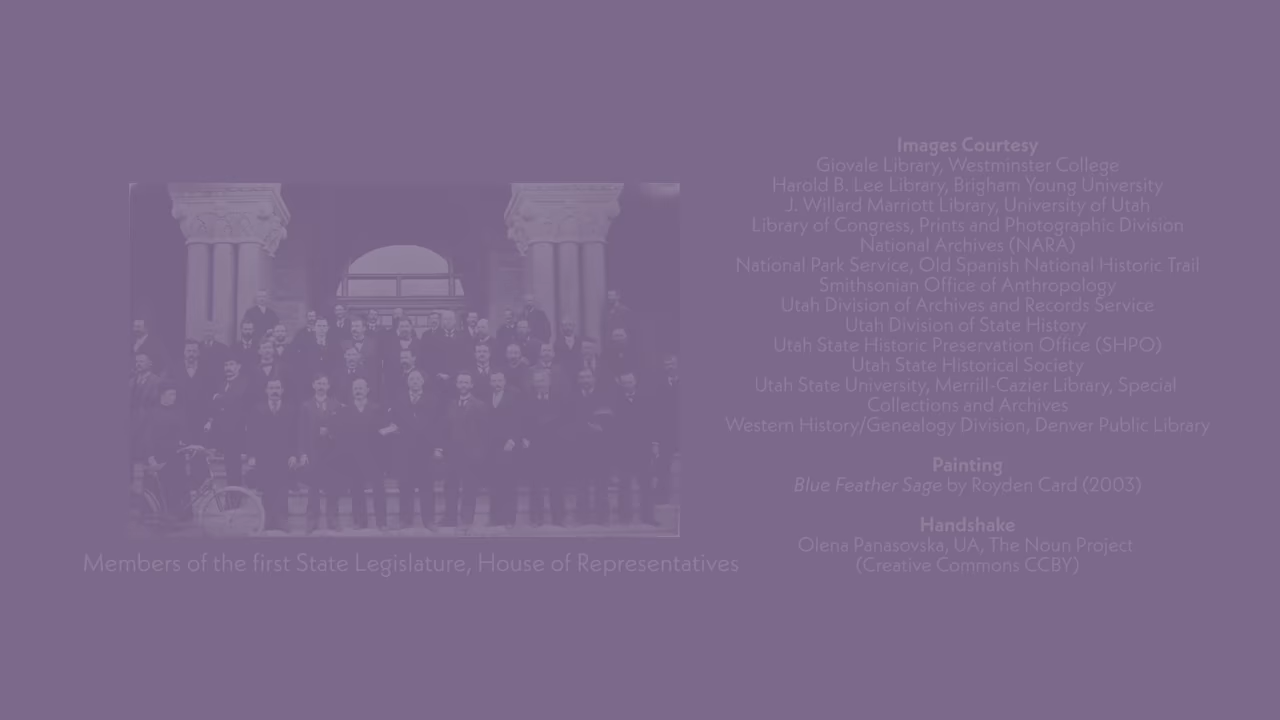 Members of the first State Legislature, House of Representatives
Images Courtesy
Giovale Library, Westminster College
Harold B. Lee Library, Brigham Young University
J. Willard Marriott Library, University of Utah
Library of Congress, Prints and Photographic Division
National Archives (NARA)
National Park Service, Old Spanish National Historic Trail
Smithsonian Office of Anthropology
Utah Division of Archives and Records Service
Utah Division of State History
Utah State Historic Preservation Office (SHPO)
Utah State Historical Society
Utah State University, Merrill-Cazier Library, Special
Collections and Archives
Western History/Genealogy Division, Denver Public Library
Painting
Blue Feather Sage by Royden Card (2003)
Handshake
Olena Panasovska, UA, The Noun Project
(Creative Commons CCBY)